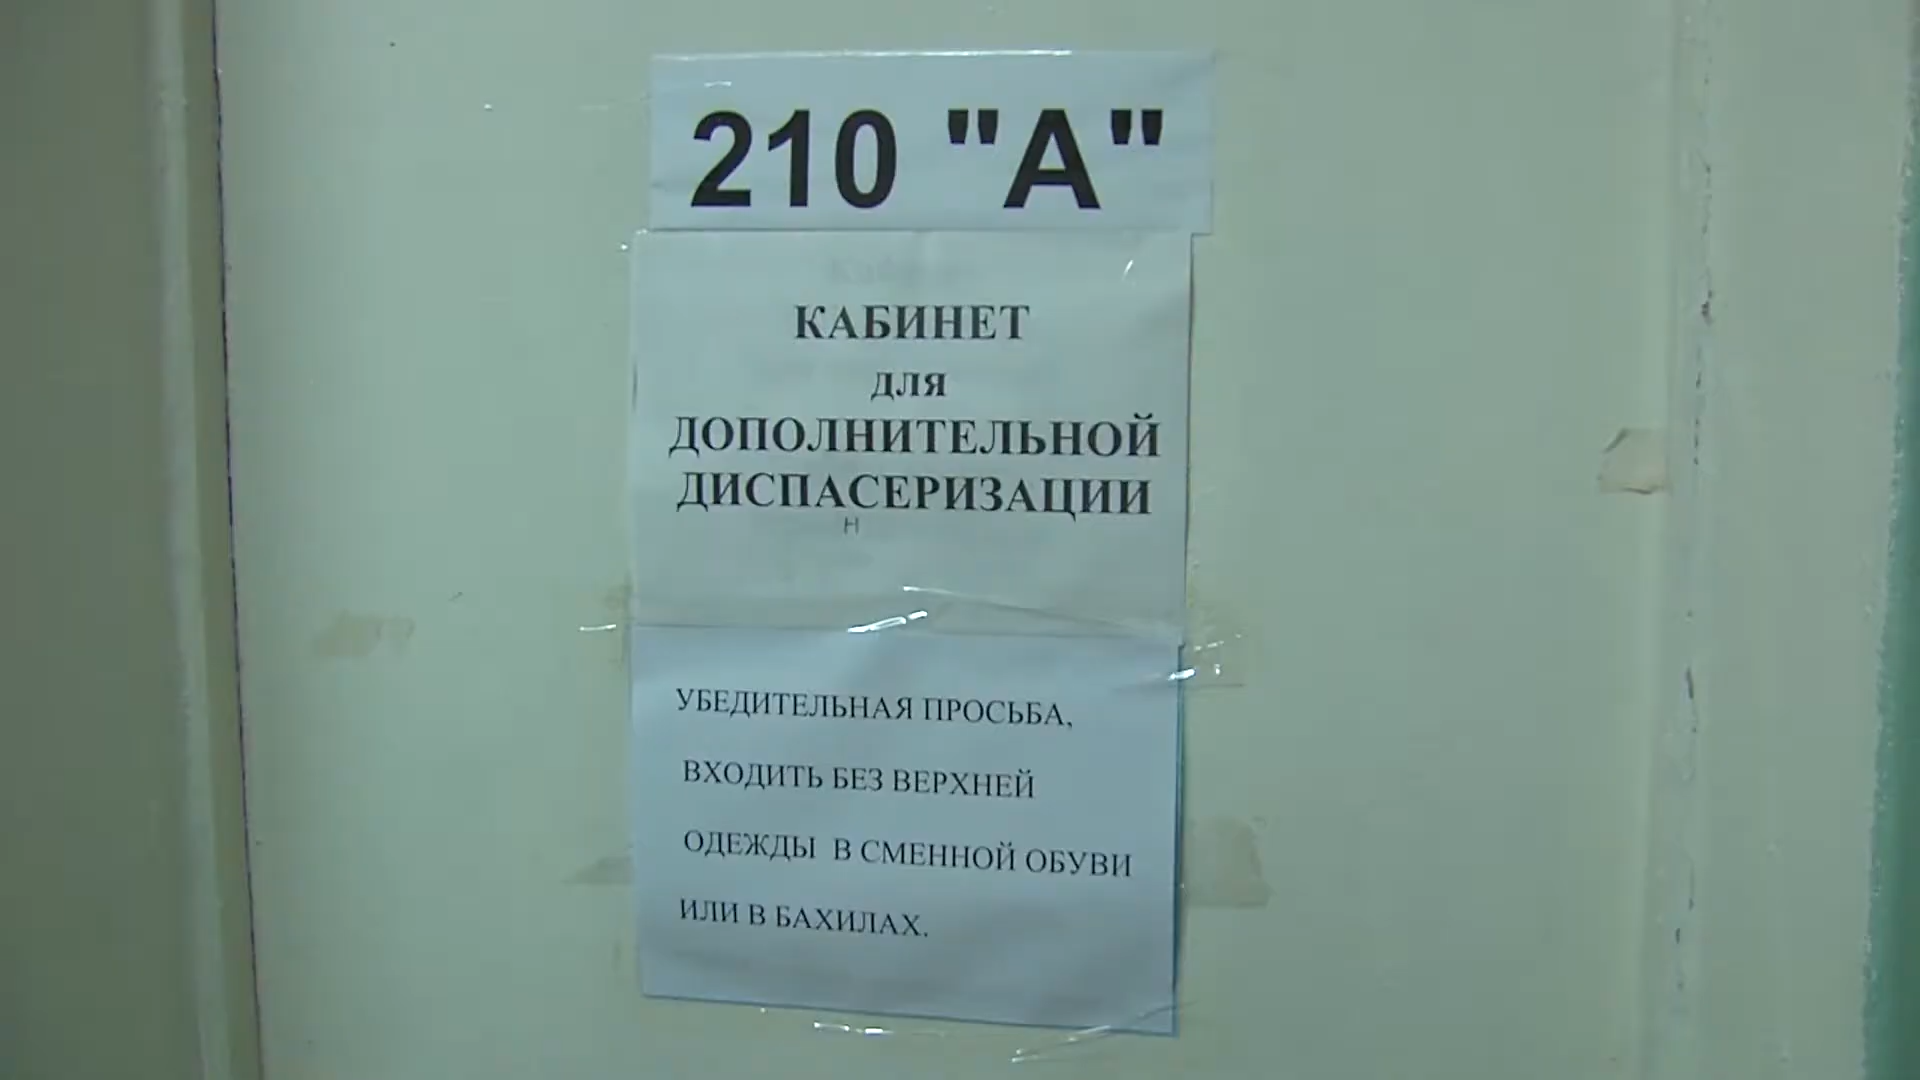 210 "А"
КАБИНЕТ
для
ДОПОЛНИТЕЛЬНОЙ
ДИСПАСЕРИЗАЦИИ
н
УБЕДИТЕЛЬНАЯ ПРОСЬБА,
ВХОДИТЬ БЕЗ ВЕРХНЕЙ
ОДЕЖДЫ В СМЕННОЙ ОБУВИ
ИЛИ В БАХИЛАХ.